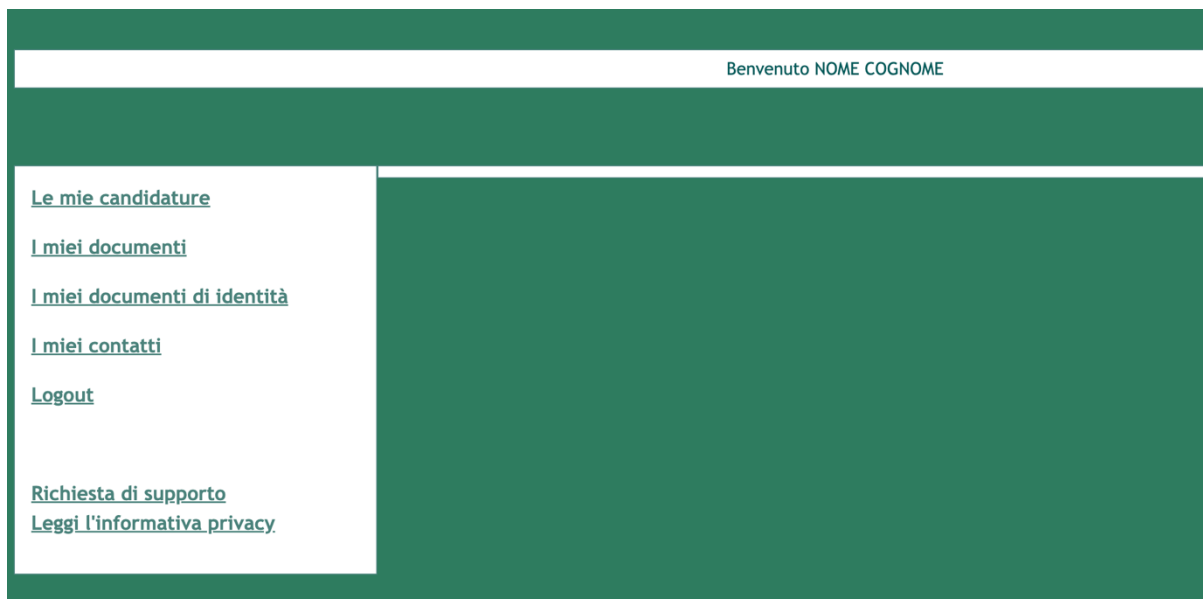 Benvenuto NOME COGNOME
Le mie candidature
I miei documenti
I miei documenti di identità
I miei contatti
Logout
Richiesta di supporto
Leggi l'informativa privacy